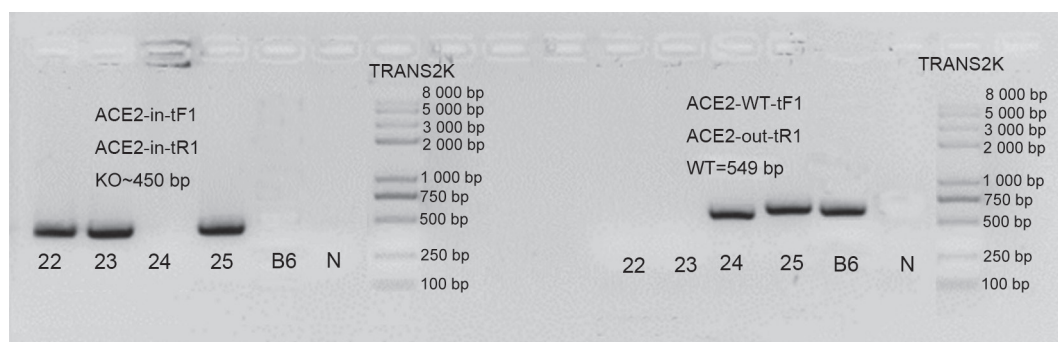 TRANS2K
8 000 bp
5 000 bp
3 000 bp
2 000 bp
1 000 bp
750 bp
500 bp
250 bp
100 bp
ACE2-in-tF1
ACE2-in-tR1
KO~450 bp
22 23 24 25 B6 N
TRANS2K
8 000 bp
5 000 bp
3 000 bp
2 000 bp
1 000 bp
750 bp
500 bp
250 bp
100 bp
ACE2-WT-tF1
ACE2-out-tR1
WT=549 bp
22 23 24 25 B6 N